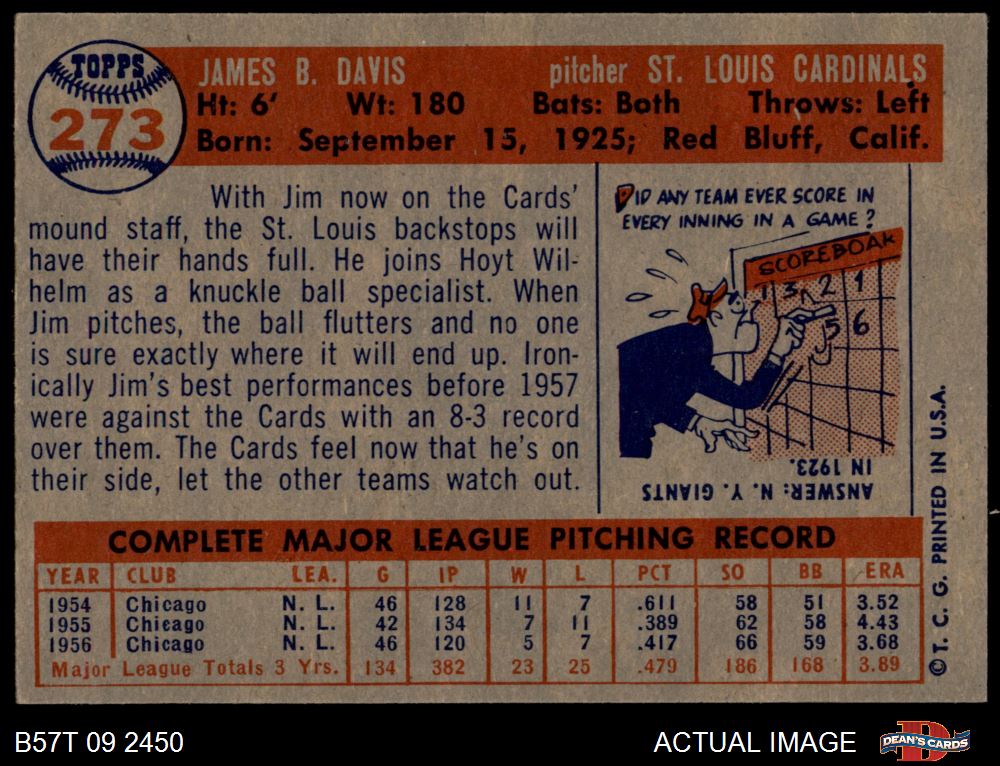 TOPPS
273
JAMES B. DAVIS pitcher ST. LOUIS CARDINALS
Ht: 6' Wt: 180 Bats: Both Throws: Left
Born: September 15, 1925; Red Bluff, Calif.
With Jim now on the Cards'
mound staff, the St. Louis backstops will
have their hands full. He joins Hoyt Wil-
helm as a knuckle ball specialist. When
Jim pitches, the ball flutters and no one
is sure exactly where it will end up. Iron-
ically Jim's best performances before 1957
were against the Cards with an 8-3 record
over them. The Cards feel now that he's on
their side, let the other teams watch out.
DID ANY TEAM EVER SCORE IN
EVERY INNING IN A GAME?
SCOREBOAR
1 3 2 1
5 6
ANSWER: N. Y. GIANTS
IN 1923.
COMPLETE MAJOR LEAGUE PITCHING RECORD
YEAR CLUB LEA. G IP W L PCT SO BB ERA
1954 Chicago N. L. 46 128 11 7 .611 58 51 3.52
1955 Chicago N. L. 42 134 7 11 .389 62 58 4.43
1956 Chicago N. L. 46 120 5 7 .417 66 59 3.68
Major League Totals 3 Yrs. 134 382 23 25 .479 186 168 3.89
© T. C. G. PRINTED IN U.S.A.
B57T 09 2450
ACTUAL IMAGE
DEAN'S CARDS